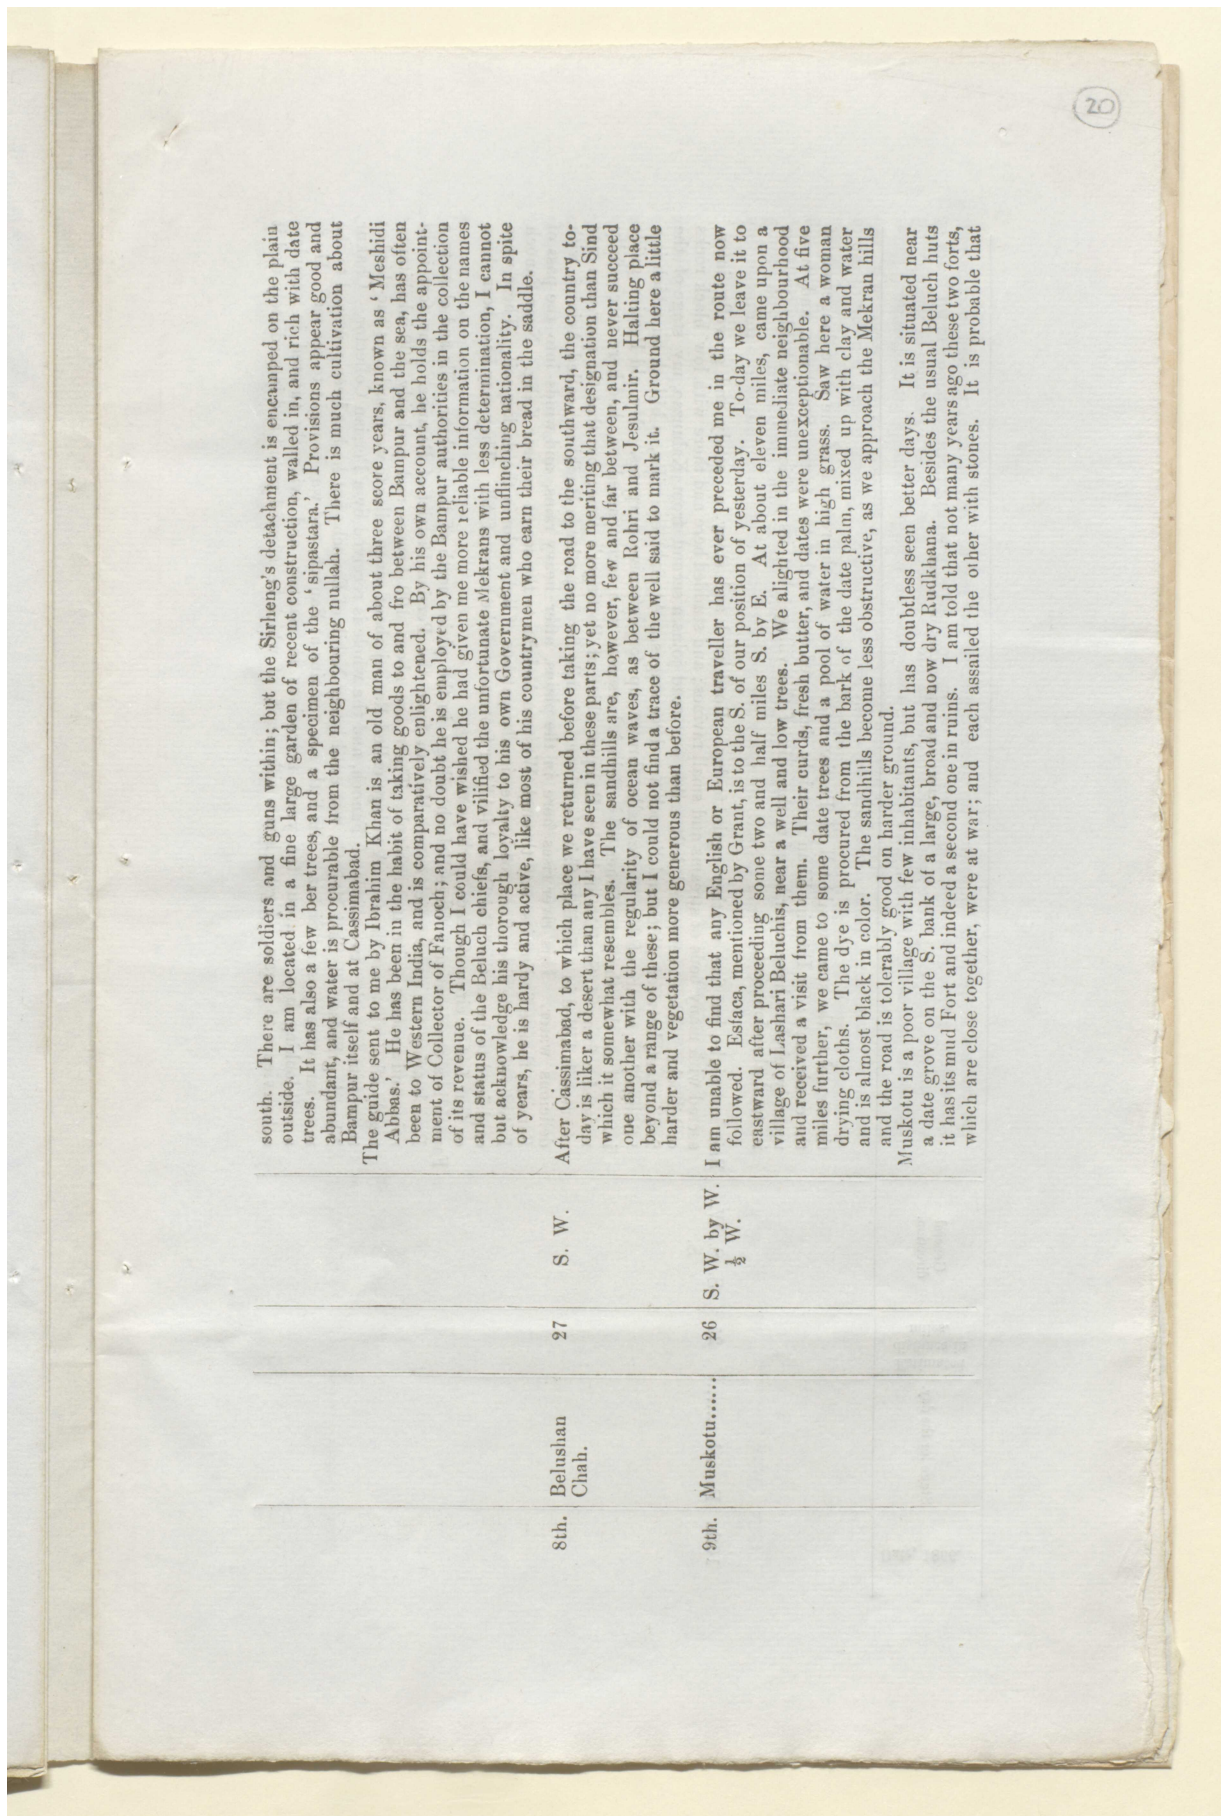 20
south. There are soldiers and guns within; but the Sirheng's detachment is encamped on the plain
outside. I am located in a fine large garden of recent construction, walled in, and rich with date
trees. It has also a few ber trees, and a specimen of the ' sipastara.' Provisions appear good and
abundant, and water is procurable from the neighbouring nullah. There is much cultivation about
Bampur itself and at Cassimabad.
The guide sent to me by Ibrahim Khan is an old man of about three score years, known as ' Meshidi
Abbas.' He has been in the habit of taking goods to and fro between Bampur and the sea, has often
been to Western India, and is comparatively enlightened. By his own account, he holds the appoint-
ment of Collector of Fanoch; and no doubt he is employed by the Bampur authorities in the collection
of its revenue. Though I could have wished he had given me more reliable information on the names
and status of the Beluch chiefs, and vilified the unfortunate Mekrans with less determination, I cannot
but acknowledge his thorough loyalty to his own Government and unflinching nationality. In spite
of years, he is hardy and active, like most of his countrymen who earn their bread in the saddle.
8th. Belushan 27 S. W. After Cassimabad, to which place we returned before taking the road to the southward, the country to-
Chah. day is liker a desert than any I have seen in these parts; yet no more meriting that designation than Sind
which it somewhat resembles. The sandhills are, however, few and far between, and never succeed
one another with the regularity of ocean waves, as between Rohri and Jesulmir. Halting place
beyond a range of these; but I could not find a trace of the well said to mark it. Ground here a little
harder and vegetation more generous than before.
9th. Muskotu...... 26 S. W. by W. I am unable to find that any English or European traveller has ever preceded me in the route now
½ W. followed. Esfaca, mentioned by Grant, is to the S. of our position of yesterday. To-day we leave it to
eastward after proceeding some two and half miles S. by E. At about eleven miles, came upon a
village of Lashari Beluchis, near a well and low trees. We alighted in the immediate neighbourhood
and received a visit from them. Their curds, fresh butter, and dates were unexceptionable. At five
miles further, we came to some date trees and a pool of water in high grass. Saw here a woman
drying cloths. The dye is procured from the bark of the date palm, mixed up with clay and water
and is almost black in color. The sandhills become less obstructive, as we approach the Mekran hills
and the road is tolerably good on harder ground.
Muskotu is a poor village with few inhabitants, but has doubtless seen better days. It is situated near
a date grove on the S. bank of a large, broad and now dry Rudkhana. Besides the usual Beluch huts
it has its mud Fort and indeed a second one in ruins. I am told that not many years ago these two forts,
which are close together, were at war; and each assailed the other with stones. It is probable that